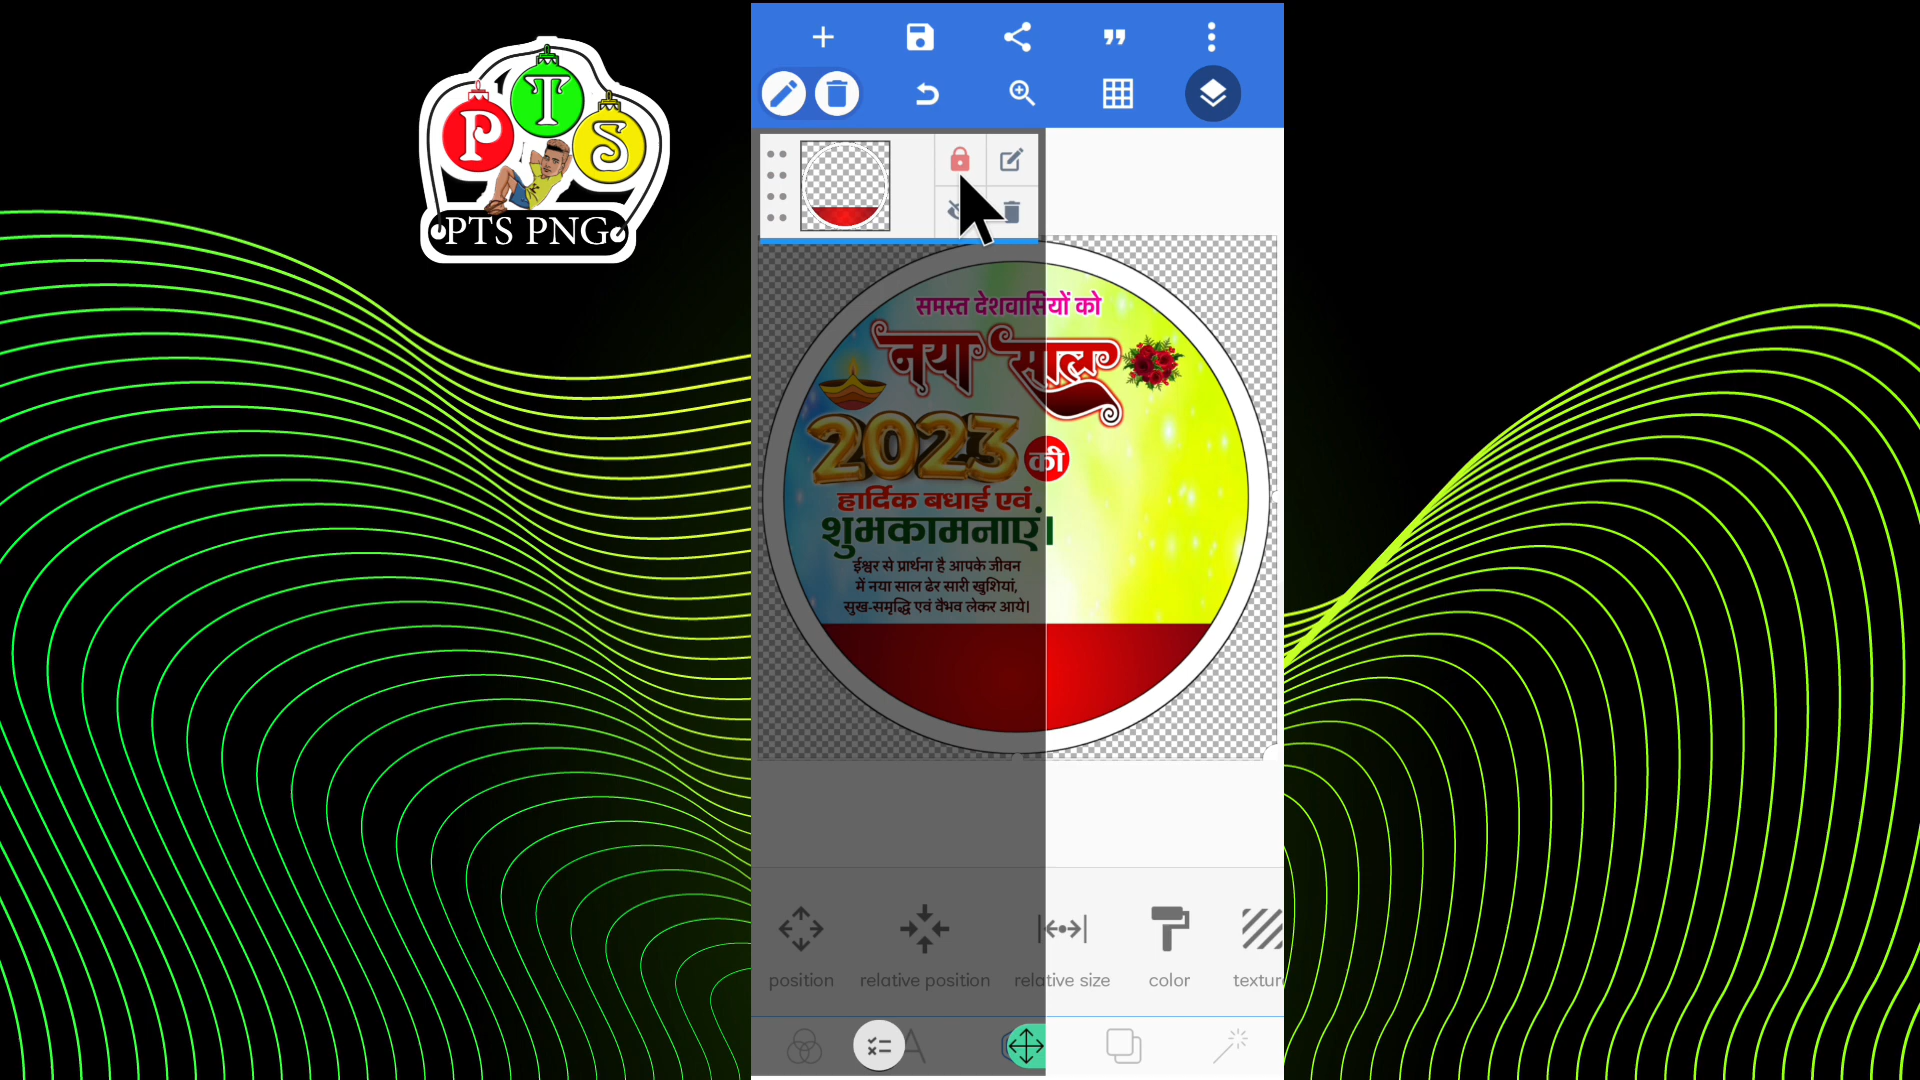 P T S
PTS PNG
समस्त देशवासियों को
नया साल
2023 की
हार्दिक बधाई एवं
शुभकामनाएं।
ईश्वर से प्रार्थना है आपके जीवन
में नया साल ढेर सारी खुशियां,
सुख-समृद्धि एवं वैभव लेकर आये।
position relative position relative size color textur
A